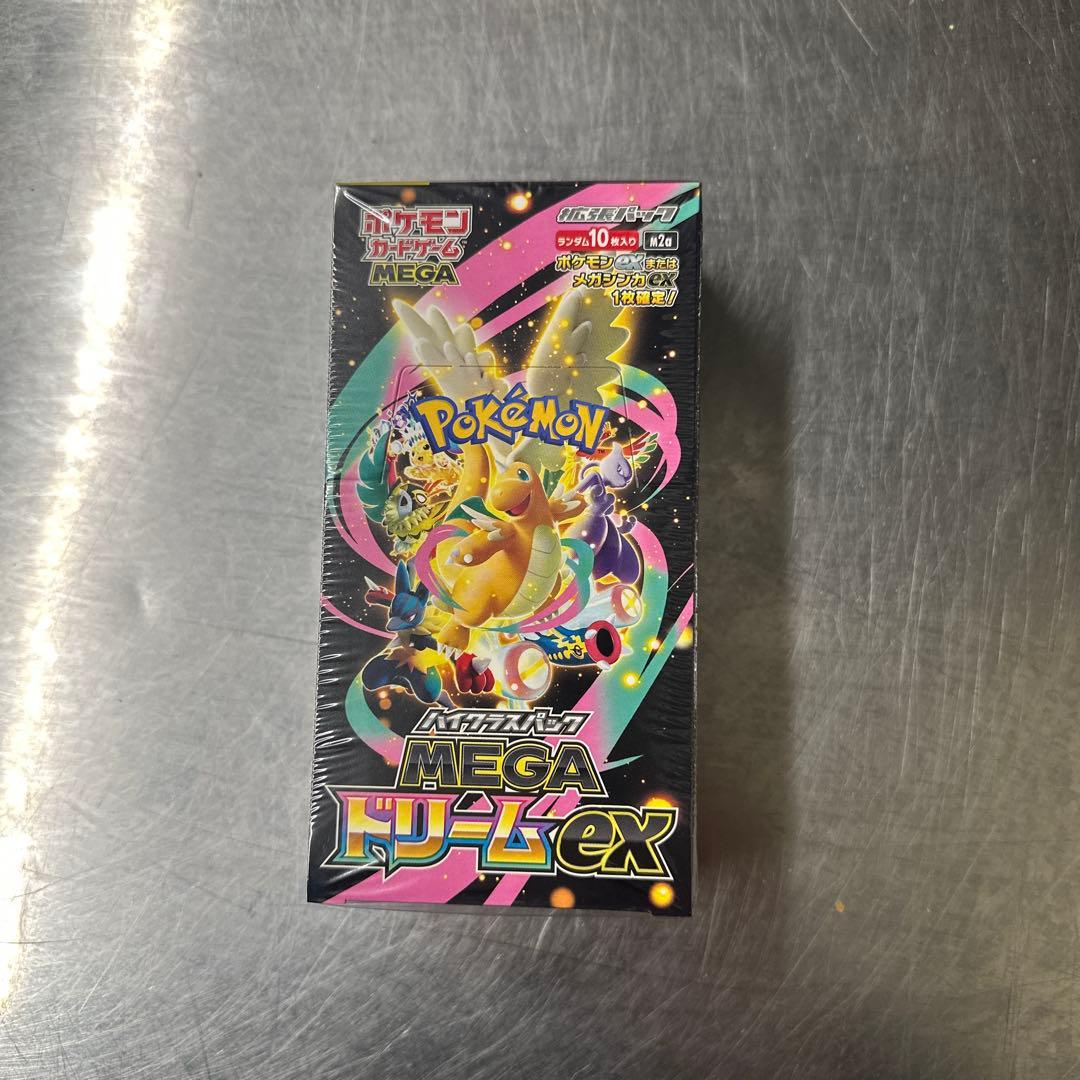 ポケモン
カードゲーム
MEGA
拡張パック
ランダム10枚入り M2a
ポケモンexまたは
メガシンカex
1枚確定!
POKÉMON
TM
ハイクラスパック
MEGA
ドリームex